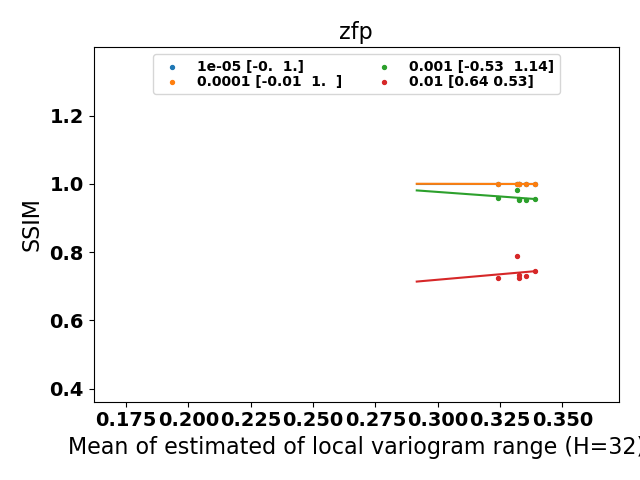 zfp
1e-05 [-0.  1.]
0.0001 [-0.01  1.  ]
0.001 [-0.53  1.14]
0.01 [0.64 0.53]
SSIM
1.2
1.0
0.8
0.6
0.4
0.175 0.200 0.225 0.250 0.275 0.300 0.325 0.350
Mean of estimated of local variogram range (H=32)